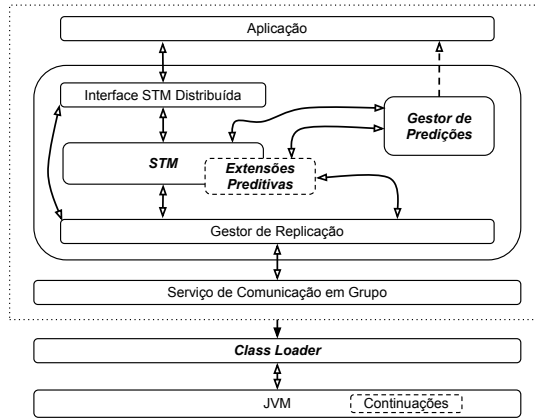 Aplicação
Interface STM Distribuída
Gestor de
Predições
STM
Extensões
Preditivas
Gestor de Replicação
Serviço de Comunicação em Grupo
Class Loader
JVM
Continuações